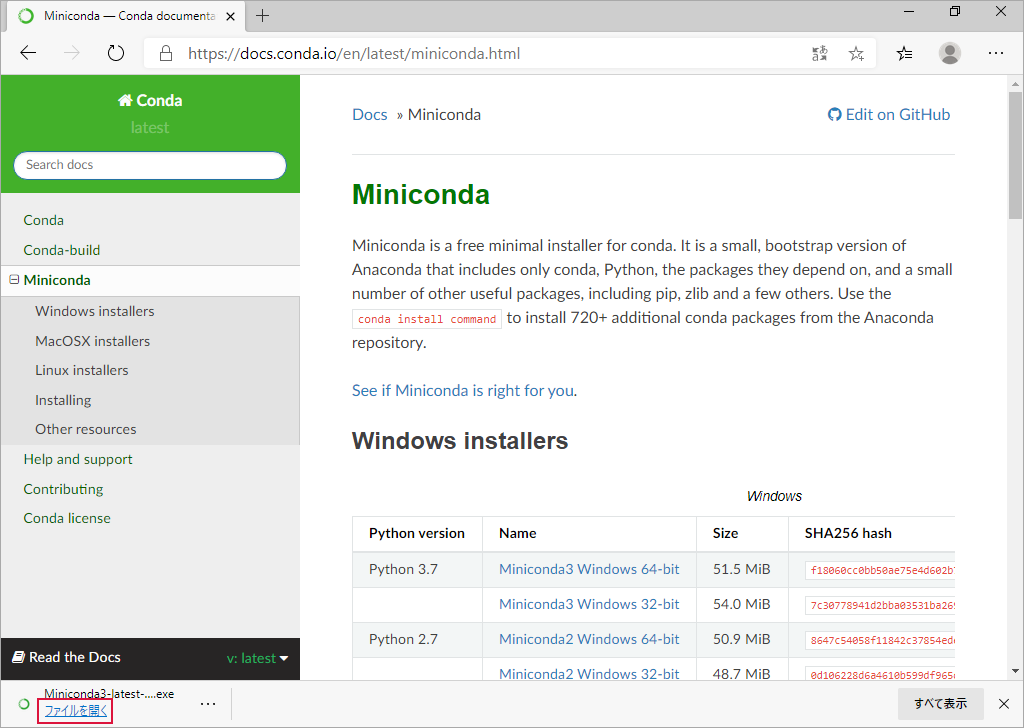 Miniconda — Conda documenta
https://docs.conda.io/en/latest/miniconda.html
Conda
latest
Search docs
Conda
Conda-build
Miniconda
Windows installers
MacOSX installers
Linux installers
Installing
Other resources
Help and support
Contributing
Conda license
Read the Docs
v: latest
Docs » Miniconda
Edit on GitHub
Miniconda
Miniconda is a free minimal installer for conda. It is a small, bootstrap version of
Anaconda that includes only conda, Python, the packages they depend on, and a small
number of other useful packages, including pip, zlib and a few others. Use the
conda install command to install 720+ additional conda packages from the Anaconda
repository.
See if Miniconda is right for you.
Windows installers
Windows
Python version Name Size SHA256 hash
Python 3.7 Miniconda3 Windows 64-bit 51.5 MiB f18060cc0bb50ae75e4d602b
Miniconda3 Windows 32-bit 54.0 MiB 7c30778941d2bba03531ba26
Python 2.7 Miniconda2 Windows 64-bit 50.9 MiB 8647c54058f11842c37854ed
Miniconda2 Windows 32-bit 48.7 MiB 0d106228d6a4610b599df965
Miniconda3-latest-....exe
ファイルを開く
すべて表示